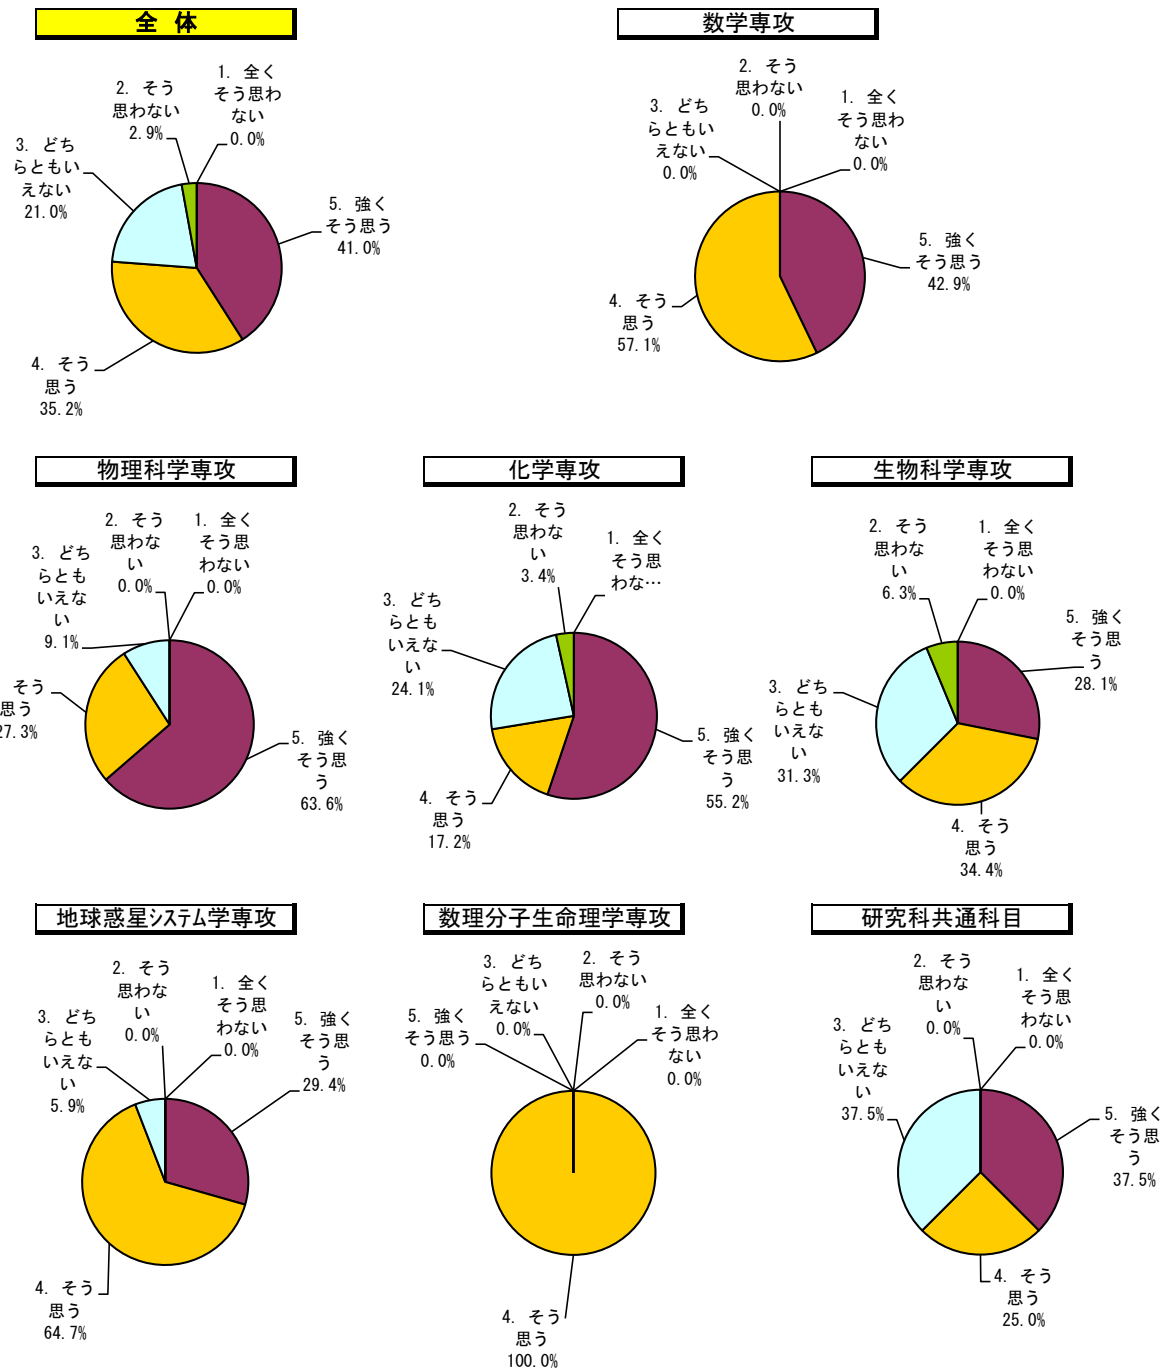 全 体
1. 全く
そう思わ
ない
0.0%
2. そう
思わない
2.9%
3. どち
らともい
えない
21.0%
5. 強く
そう思う
41.0%
4. そう
思う
35.2%
数学専攻
2. そう
思わない
0.0%
1. 全く
そう思わ
ない
0.0%
3. どち
らともい
えない
0.0%
5. 強く
そう思う
42.9%
4. そう
思う
57.1%
物理科学専攻
2. そう
思わな
い
0.0%
1. 全く
そう思
わない
0.0%
3. どち
らとも
いえな
い
9.1%
そう
思う
27.3%
5. 強く
そう思
う
63.6%
化学専攻
2. そう
思わな
い
3.4%
1. 全く
そう思
わな…
3. どち
らとも
いえな
い
24.1%
5. 強く
そう思
う
55.2%
4. そう
思う
17.2%
生物科学専攻
2. そう
思わな
い
6.3%
1. 全く
そう思
わない
0.0%
5. 強く
そう思
う
28.1%
3. どち
らとも
いえな
い
31.3%
4. そう
思う
34.4%
地球惑星システム学専攻
2. そう
思わな
い
0.0%
1. 全く
そう思
わない
0.0%
3. どち
らとも
いえな
い
5.9%
5. 強く
そう思
う
29.4%
4. そう
思う
64.7%
数理分子生命理学専攻
3. どち
らともい
えない
0.0%
2. そう
思わない
0.0%
5. 強く
そう思う
0.0%
1. 全く
そう思わ
ない
0.0%
4. そう
思う
100.0%
研究科共通科目
2. そう
思わな
い
0.0%
1. 全く
そう思
わない
0.0%
3. どち
らとも
いえな
い
37.5%
5. 強く
そう思
う
37.5%
4. そう
思う
25.0%